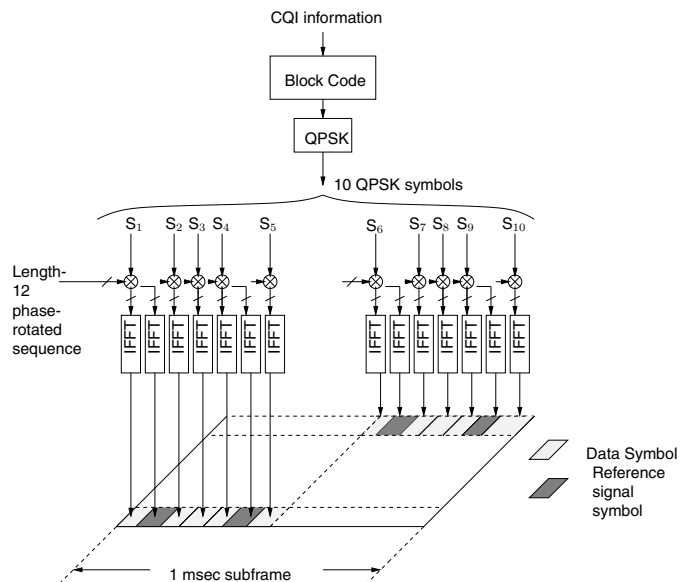 CQI information
Block Code
QPSK
10 QPSK symbols
S1 S2 S3 S4 S5 S6 S7 S8 S9 S10
Length-
12
phase-
rotated
sequence
IFFT IFFT IFFT IFFT IFFT IFFT IFFT IFFT IFFT IFFT IFFT IFFT IFFT IFFT
Data Symbol
Reference
signal
symbol
1 msec subframe